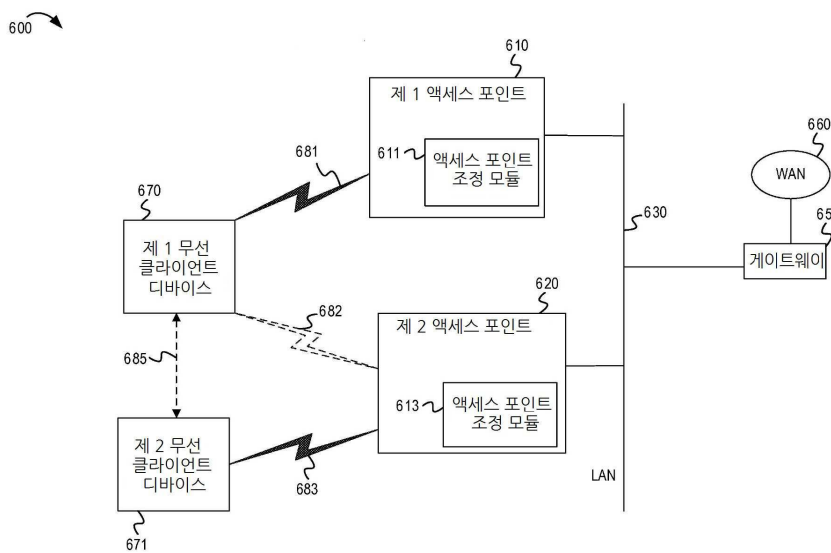 600
610
제 1 액세스 포인트
611
액세스 포인트
조정 모듈
681
670
제 1 무선
클라이언트
디바이스
660
WAN
630
65
게이트웨이
682
620
제 2 액세스 포인트
685
613
액세스 포인트
조정 모듈
제 2 무선
클라이언트
디바이스
683
671
LAN